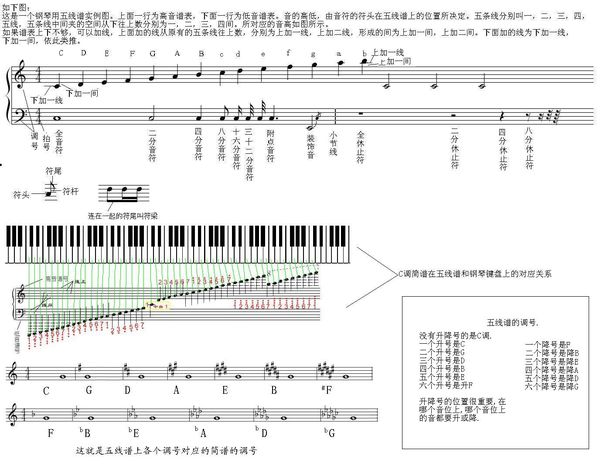 如下图:
这是一个钢琴用五线谱实例图。上面一行为高音谱表,下面一行为低音谱表。音的高低,由音符的符头在五线谱上的位置所决定。五条线分别叫一,二,三,四,
五线。五条线中间夹的空间从下往上数分别为一,二,三,四间。所对应的音高如图所示。
如果谱表上下不够,可以加线,上面加的线从原有的五条线往上数,分别为上加一线,上加二线,形成的间为上加一间,上加二间。下面加的线为下加一线,
下加一间,依此类推。
C D E F G A B c d e f g a b
上加一线
上加一间
下加一间
下加一线
调号
拍号
全音符
二分音符
四分音符
八分音符
十六分音符
三十二分音符
附点音符
装饰音
小节线
全休止符
二分休止符
四分休止符
八分休止符
符尾
符头
符杆
连在一起的符尾叫符梁
C调简谱在五线谱和钢琴键盘上的对应关系
高音谱号
五线谱的调号.
没有升降号的是C调.
一个升号是G 一个降号是F
二个升号是D 二个降号是降B
三个升号是A 三个降号是降E
四个升号是E 四个降号是降A
五个升号是B 五个降号是降D
六个升号是升F 六个降号是降G
升降号的位置很重要,在
哪个音位上,哪个音位上
的音都要升或降.
C G D A E B #F
F bB bE bA bD bG
这就是五线谱上各个调号对应的简谱的调号